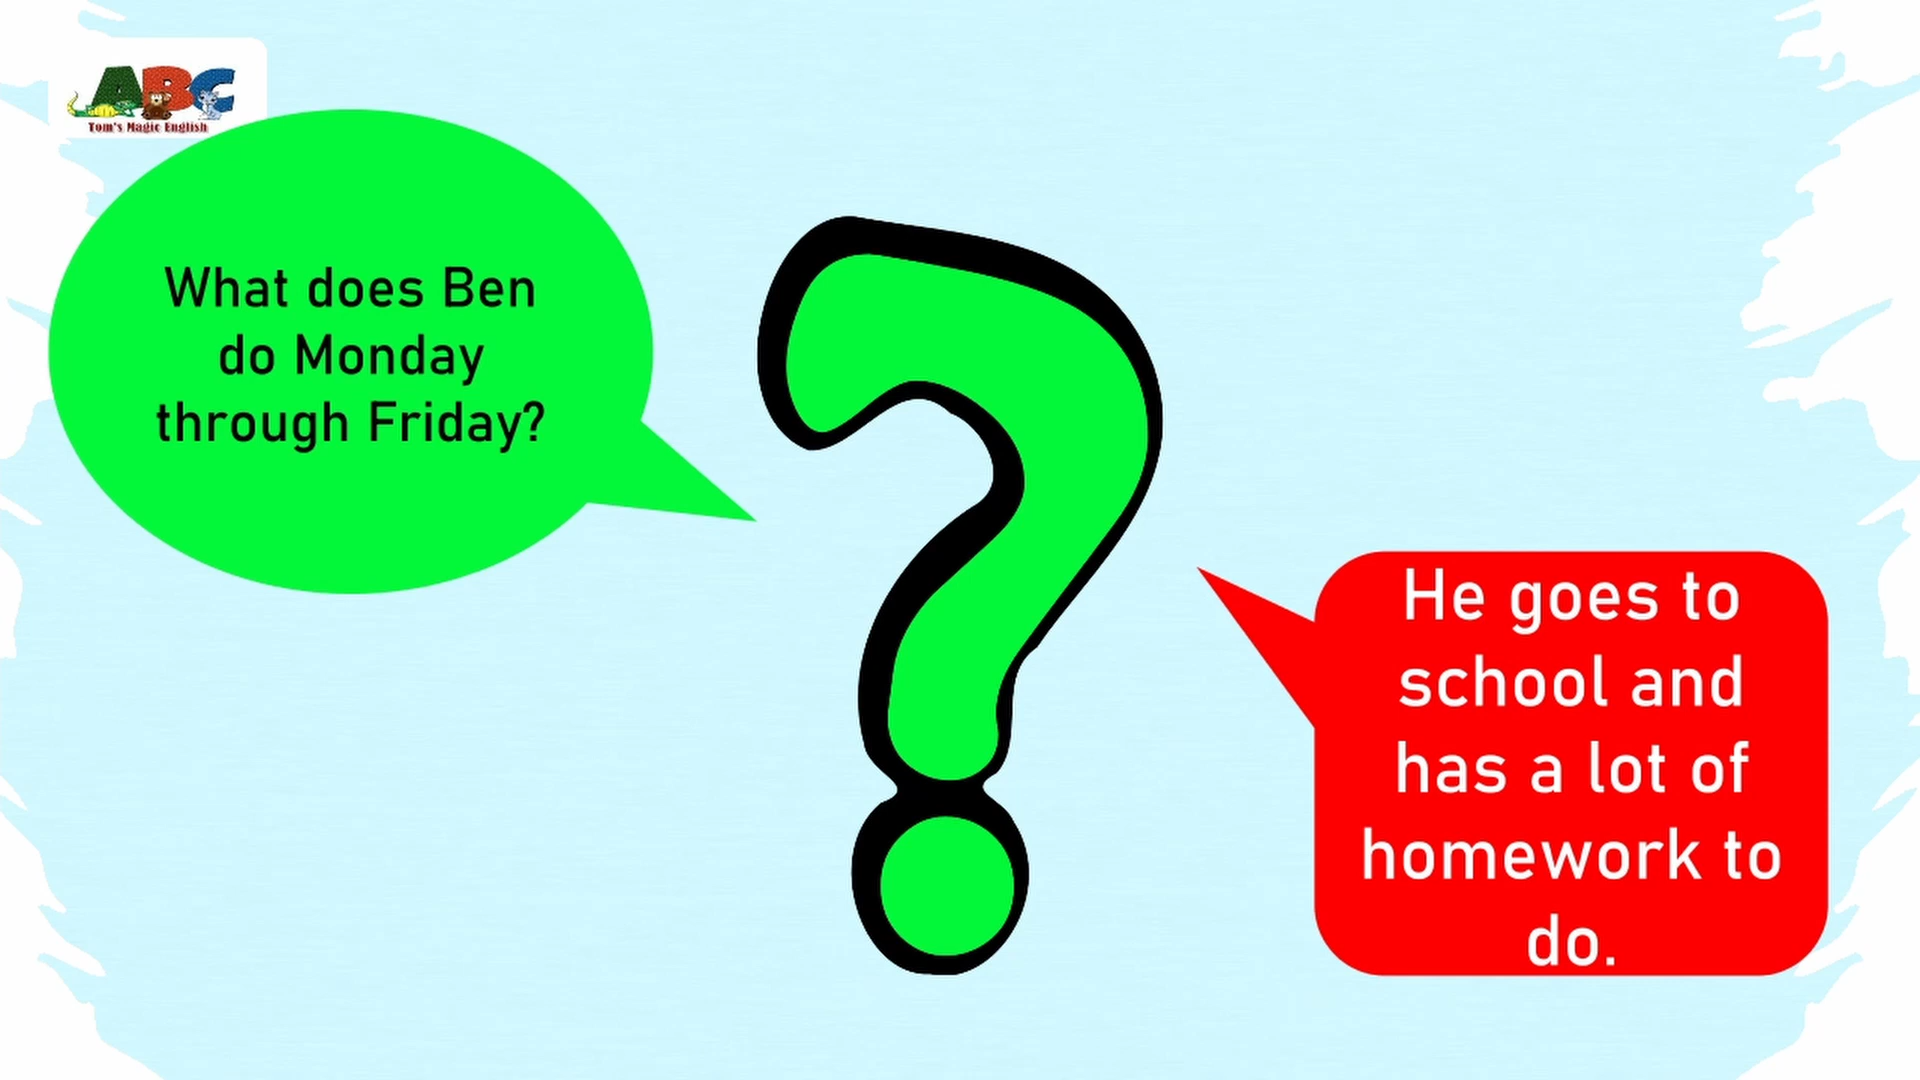 ABC
Tom's Magic English
What does Ben
do Monday
through Friday?
He goes to
school and
has a lot of
homework to
do.